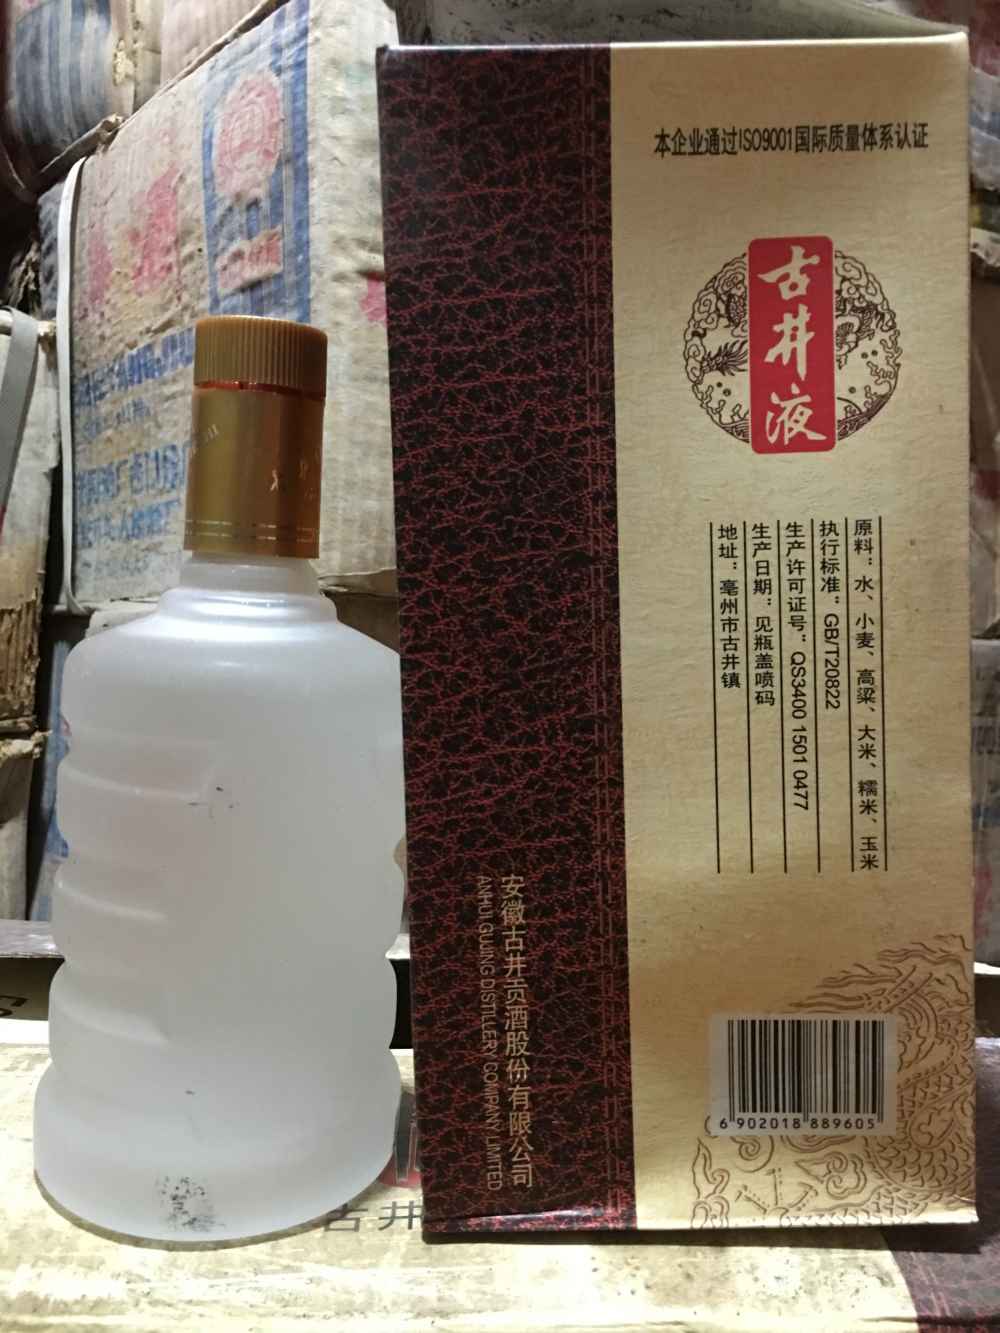 本企业通过ISO9001国际质量体系认证
古井液
原料：水、小麦、高粱、大米、糯米、玉米
执行标准：GB/T20822
生产许可证号：QS3400 1501 0477
生产日期：见瓶盖喷码
地址：亳州市古井镇
安徽古井贡酒股份有限公司
ANHUI GUJING DISTILLERY COMPANY LIMITED
6 902018 889605
古井